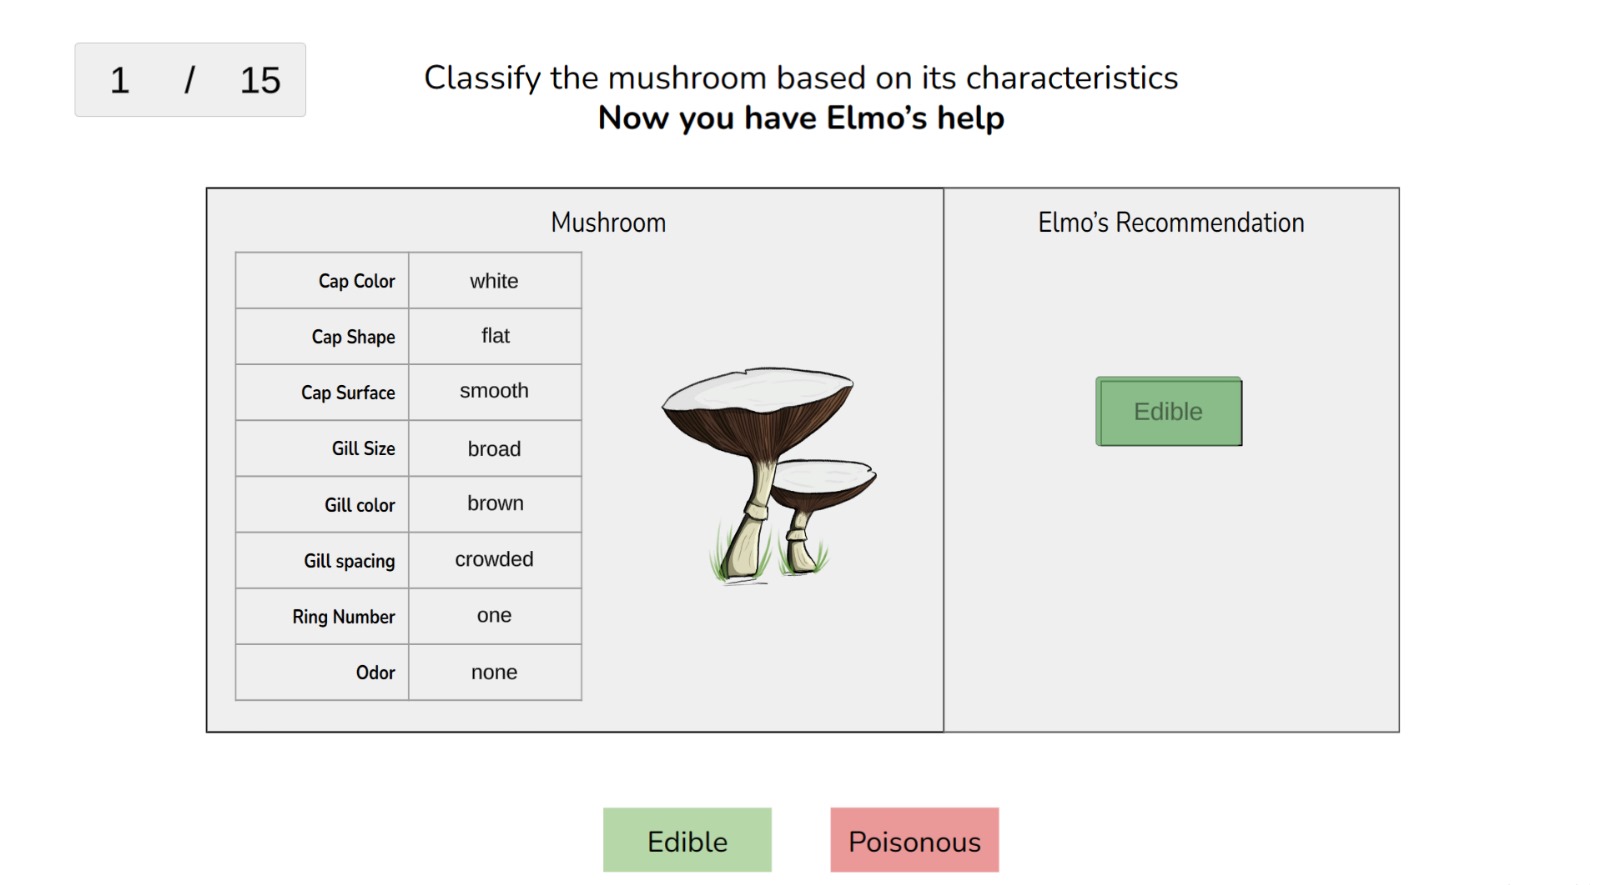 1 / 15
Classify the mushroom based on its characteristics
Now you have Elmo’s help
Mushroom
Cap Color white
Cap Shape flat
Cap Surface smooth
Gill Size broad
Gill color brown
Gill spacing crowded
Ring Number one
Odor none
Elmo’s Recommendation
Edible
Edible
Poisonous